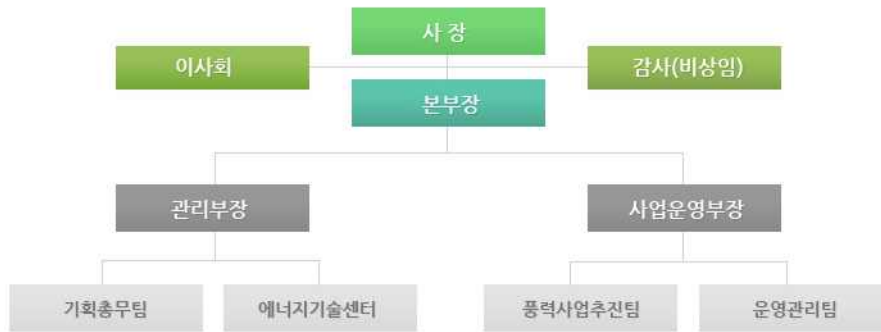 사 장
이사회
감사(비상임)
본부장
관리부장
사업운영부장
기획총무팀
에너지기술센터
풍력사업추진팀
운영관리팀